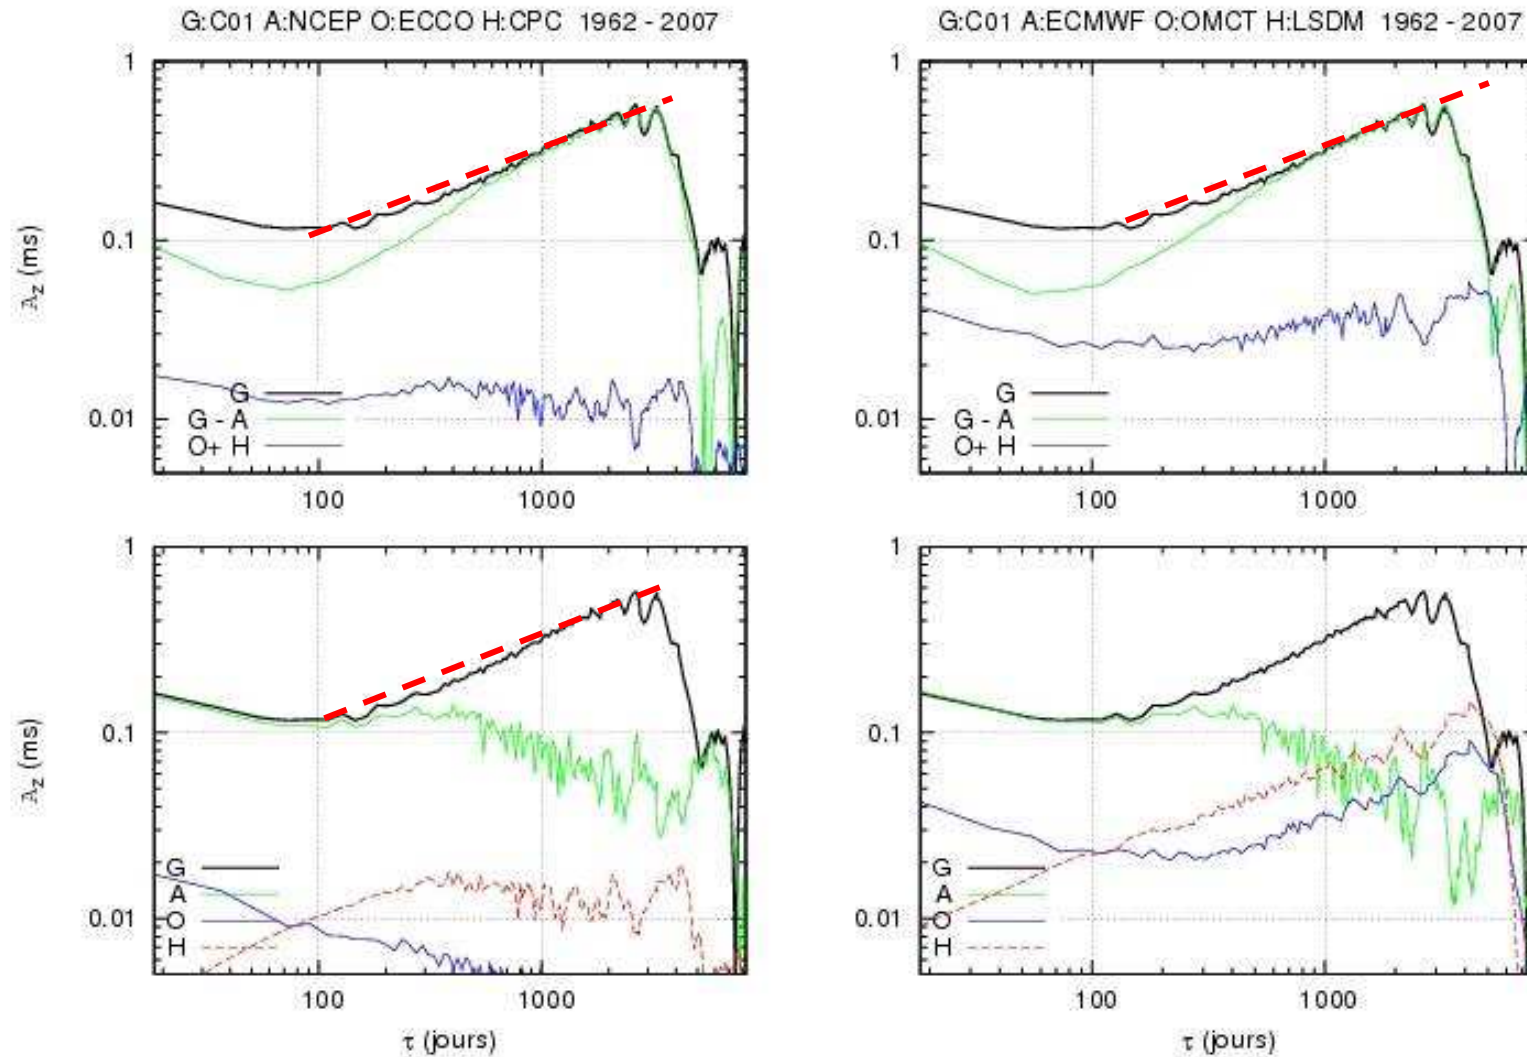 G:C01 A:NCEP O:ECCO H:CPC 1962 - 2007
1
0.1
0.01
λz (ms)
G
G - A
O+ H
100
1000
G:C01 A:ECMWF O:OMCT H:LSDM 1962 - 2007
1
0.1
0.01
G
G - A
O+ H
100
1000
1
0.1
0.01
λz (ms)
G
A
O
H
100
1000
τ (jours)
1
0.1
0.01
G
A
O
H
100
1000
τ (jours)